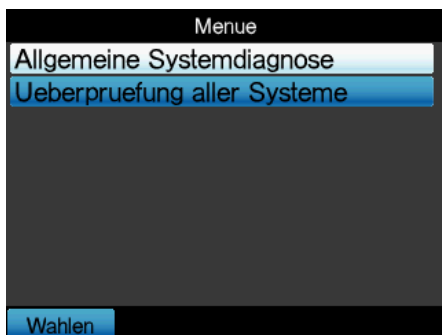 Menue
Allgemeine Systemdiagnose
Ueberpruefung aller Systeme
Wahlen